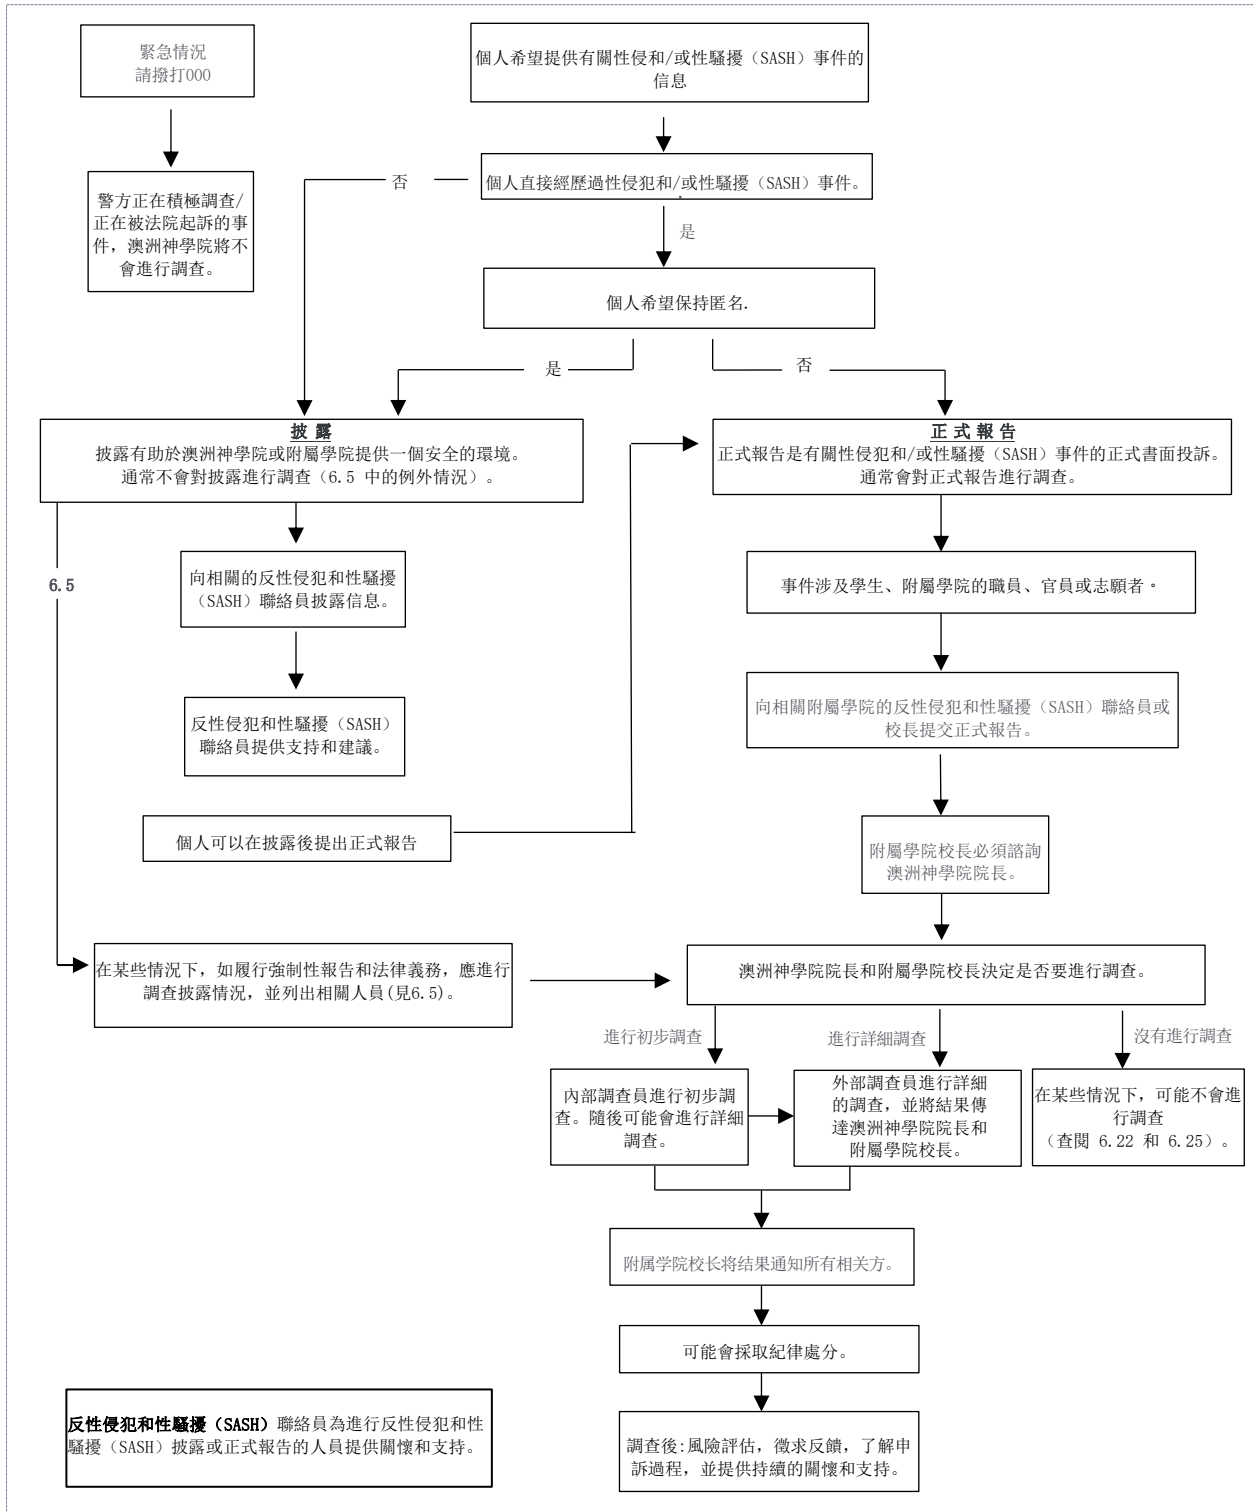 緊急情況
請撥打000
個人希望提供有關性侵和/或性騷擾（SASH）事件的
信息
警方正在積極調查/
正在被法院起訴的事
件，澳洲神學院將不
會進行調查。
否
個人直接經歷過性侵犯和/或性騷擾（SASH）事件。
是
個人希望保持匿名.
是
否
披露
披露有助於澳洲神學院或附屬學院提供一個安全的環境。
通常不會對披露進行調查（6.5 中的例外情況）。
正式報告
正式報告是有關性侵犯和/或性騷擾（SASH）事件的正式書面投訴。
通常會對正式報告進行調查。
6.5
向相關的反性侵犯和性騷擾
（SASH）聯絡員披露信息。
事件涉及學生、附屬學院的職員、官員或志願者。
反性侵犯和性騷擾（SASH）
聯絡員提供支持和建議。
向相關附屬學院的反性侵犯和性騷擾（SASH）聯絡員或
校長提交正式報告。
個人可以在披露後提出正式報告
附屬學院校長必須諮詢
澳洲神學院院長。
在某些情況下，如履行強制性報告和法律義務，應進行
調查披露情況，並列出相關人員(見6.5)。
澳洲神學院院長和附屬學院校長決定是否要進行調查。
進行初步調查
進行詳細調查
沒有進行調查
內部調查員進行初步調
查。隨後可能會進行詳細
調查。
外部調查員進行詳細
的調查，並將結果傳
達澳洲神學院院長和
附屬學院校長。
在某些情況下，可能不會進
行調查
（查閱 6.22 和 6.25）。
附属学院校长将结果通知所有相关方。
可能會採取紀律處分。
反性侵犯和性騷擾（SASH）聯絡員為進行反性侵犯和性
騷擾（SASH）披露或正式報告的人員提供關懷和支持。
調查後:風險評估，徵求反饋，了解申
訴過程，並提供持續的關懷和支持。